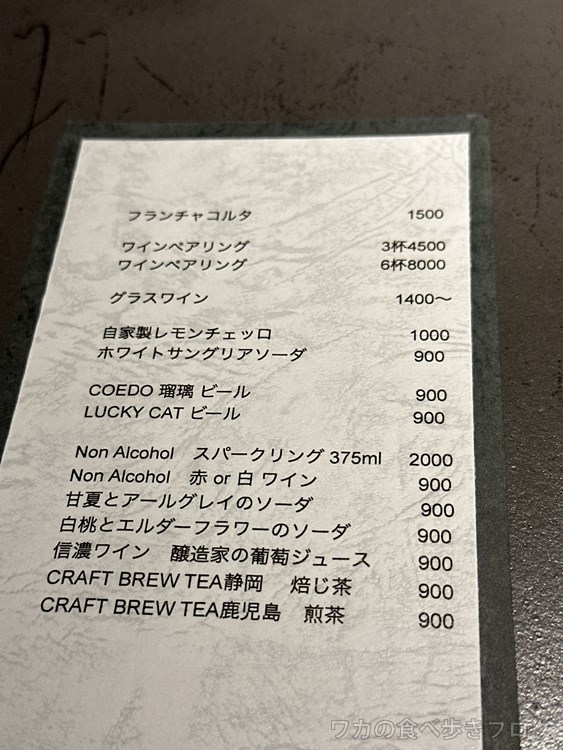 フランチャコルタ 1500
ワインペアリング 3杯4500
ワインペアリング 6杯8000
グラスワイン 1400〜
自家製レモンチェッロ 1000
ホワイトサングリアソーダ 900
COEDO 瑠璃 ビール 900
LUCKY CAT ビール 900
Non Alcohol　スパークリング 375ml 2000
Non Alcohol　赤 or 白 ワイン 900
甘夏とアールグレイのソーダ 900
白桃とエルダーフラワーのソーダ 900
信濃ワイン　醸造家の葡萄ジュース 900
CRAFT BREW TEA静岡　焙じ茶 900
CRAFT BREW TEA鹿児島　煎茶 900
ワカの食べ歩きブログ